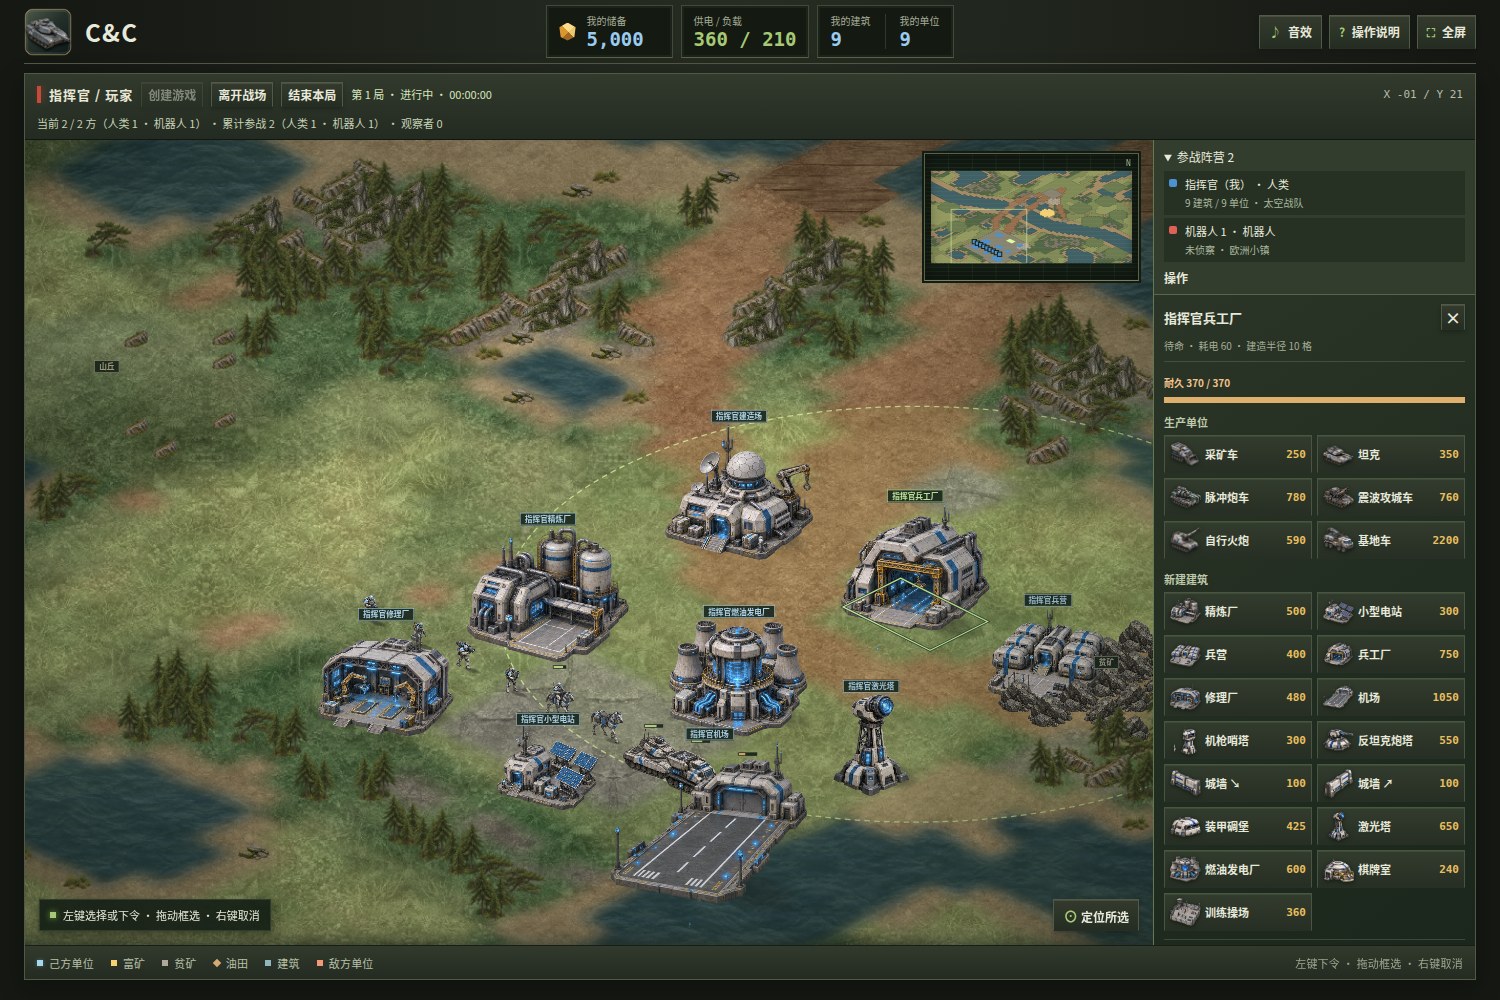 C&C
我的储备
5,000
供电 / 负载
360 / 210
我的建筑
9
我的单位
9
♪ 音效
? 操作说明
全屏
指挥官 / 玩家
创建游戏
离开战场
结束本局
第 1 局 · 进行中 · 00:00:00
X -01 / Y 21
当前 2 / 2 方（人类 1 · 机器人 1） · 累计参战 2（人类 1 · 机器人 1） · 观察者 0
N
山丘
指挥官建造场
指挥官兵工厂
指挥官精炼厂
指挥官修理厂
指挥官燃油发电厂
指挥官兵营
贫矿
指挥官激光塔
指挥官小型电站
指挥官机场
左键选择或下令 · 拖动框选 · 右键取消
定位所选
▼ 参战阵营 2
指挥官（我） · 人类
9 建筑 / 9 单位 · 太空战队
机器人 1 · 机器人
未侦察 · 欧洲小镇
操作
指挥官兵工厂
✕
待命 · 耗电 60 · 建造半径 10 格
耐久 370 / 370
生产单位
采矿车 250
坦克 350
脉冲炮车 780
震波攻城车 760
自行火炮 590
基地车 2200
新建建筑
精炼厂 500
小型电站 300
兵营 400
兵工厂 750
修理厂 480
机场 1050
机枪哨塔 300
反坦克炮塔 550
城墙 ↘ 100
城墙 ↗ 100
装甲碉堡 425
激光塔 650
燃油发电厂 600
棋牌室 240
训练操场 360
己方单位
富矿
贫矿
油田
建筑
敌方单位
左键下令 · 拖动框选 · 右键取消